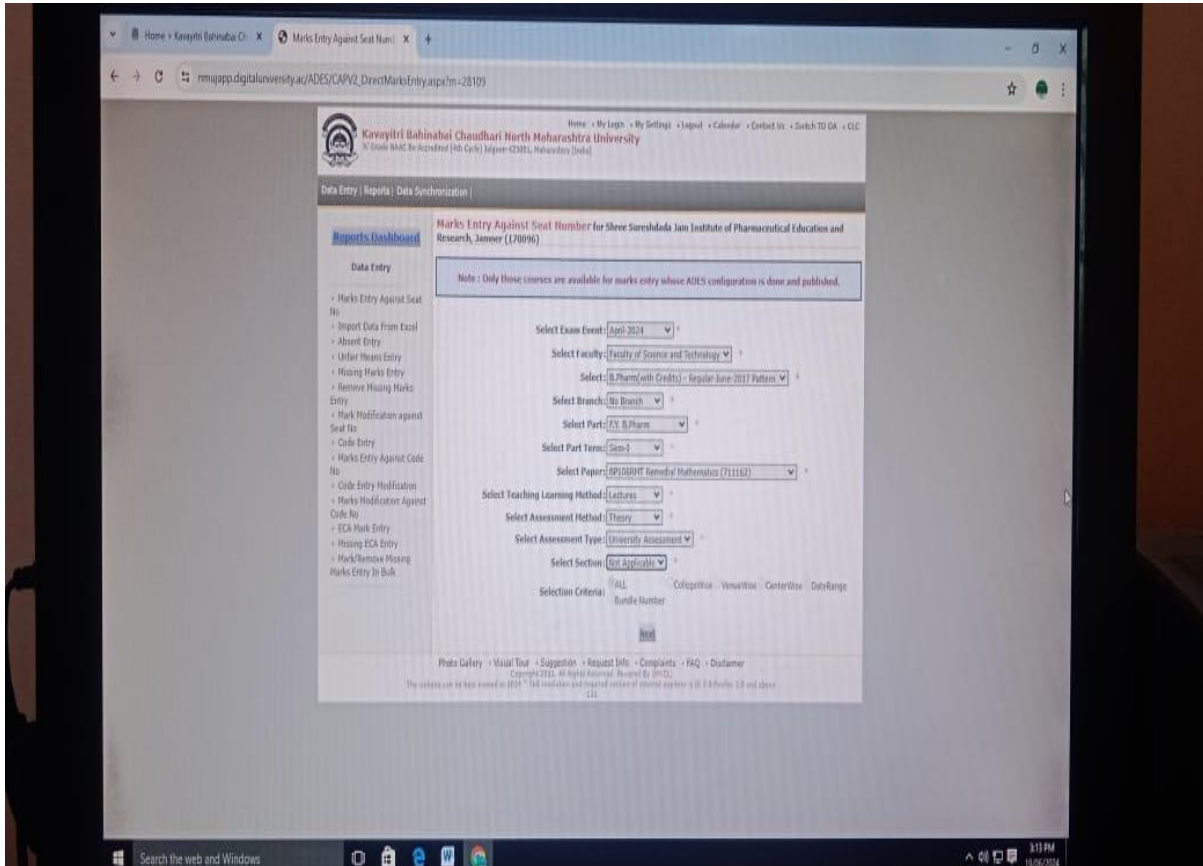 Home » Kavayitri Bahinabai Ch X
Marks Entry Against Seat Numb X +
nmujapp.digitaluniversity.ac/ADES/CAPV2_DirectMarksEntry.aspx?m=28109
Home • My Login • My Settings • Logout • Calendar • Contact Us • Switch TO OA • CLC
Kavayitri Bahinabai Chaudhari North Maharashtra University
Data Entry | Reports | Data Synchronization |
Reports Dashboard
Data Entry
• Marks Entry Against Seat
No
• Import Data From Excel
• Absent Entry
• Unfair Means Entry
• Missing Marks Entry
• Remove Missing Marks
Entry
• Mark Modification against
Seat No
• Code Entry
• Marks Entry Against Code
No
• Code Entry Modification
• Marks Modification Against
Code No
• ECA Mark Entry
• Missing ECA Entry
• Mark/Remove Missing
Marks Entry In Bulk
Marks Entry Against Seat Number for Shree Sureshdada Jain Institute of Pharmaceutical Education and
Research, Jamner (170096)
Note : Only those courses are available for marks entry whose ADES configuration is done and published.
Select Exam Event: April-2024 *
Select Faculty: Faculty of Science and Technology *
Select: B.Pharm(with Credits) - Regular-June-2017 Pattern *
Select Branch: No Branch *
Select Part: F.Y. B.Pharm *
Select Part Term: Sem-I *
Select Paper: BP106RMT Remedial Mathematics (711162) *
Select Teaching Learning Method: Lectures *
Select Assessment Method: Theory *
Select Assessment Type: University Assessment *
Select Section: Not Applicable *
Selection Criteria: ALL CollegeWise VenueWise CenterWise DateRange
Bundle Number
Next
Photo Gallery • Visual Tour • Suggestion • Request Info • Complaints • FAQ • Disclaimer
Search the web and Windows
3:13 PM